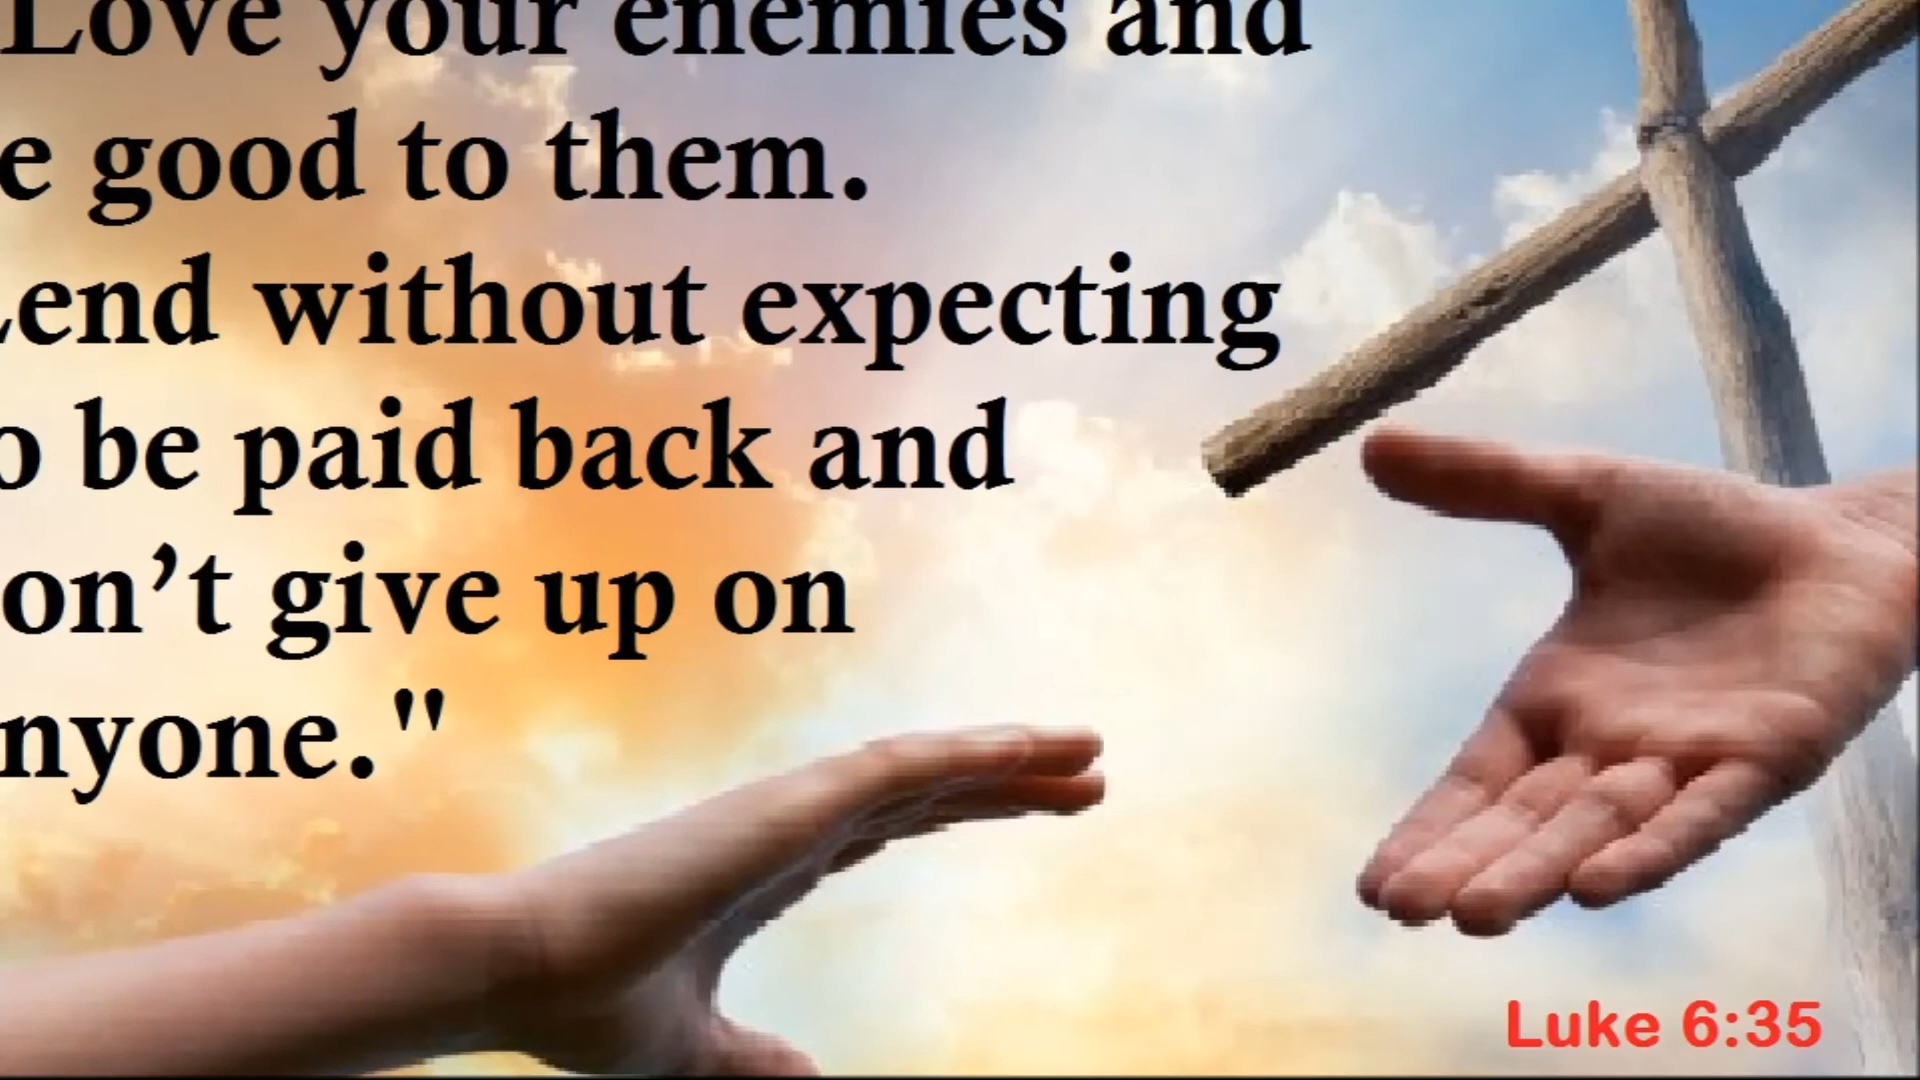 Love your enemies and
e good to them.
Lend without expecting
o be paid back and
on't give up on
nyone."
Luke 6:35